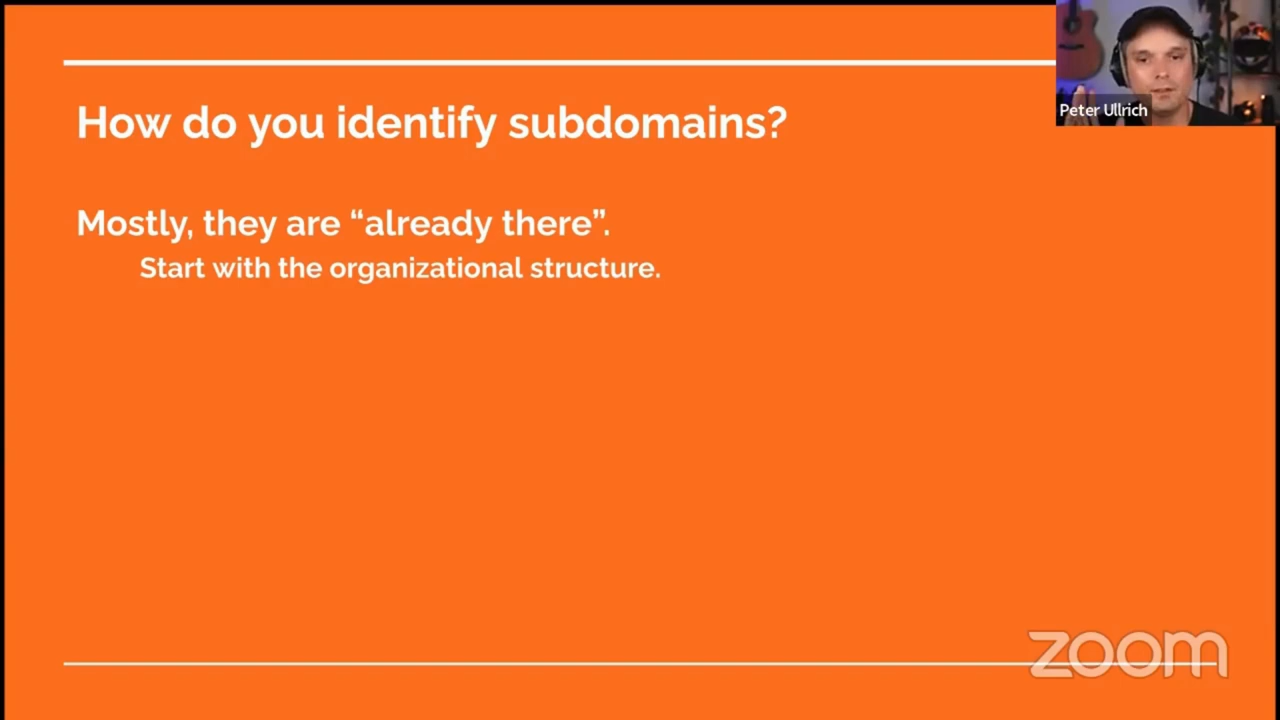 How do you identify subdomains?
Mostly, they are “already there”.
Start with the organizational structure.
Peter Ullrich
zoom